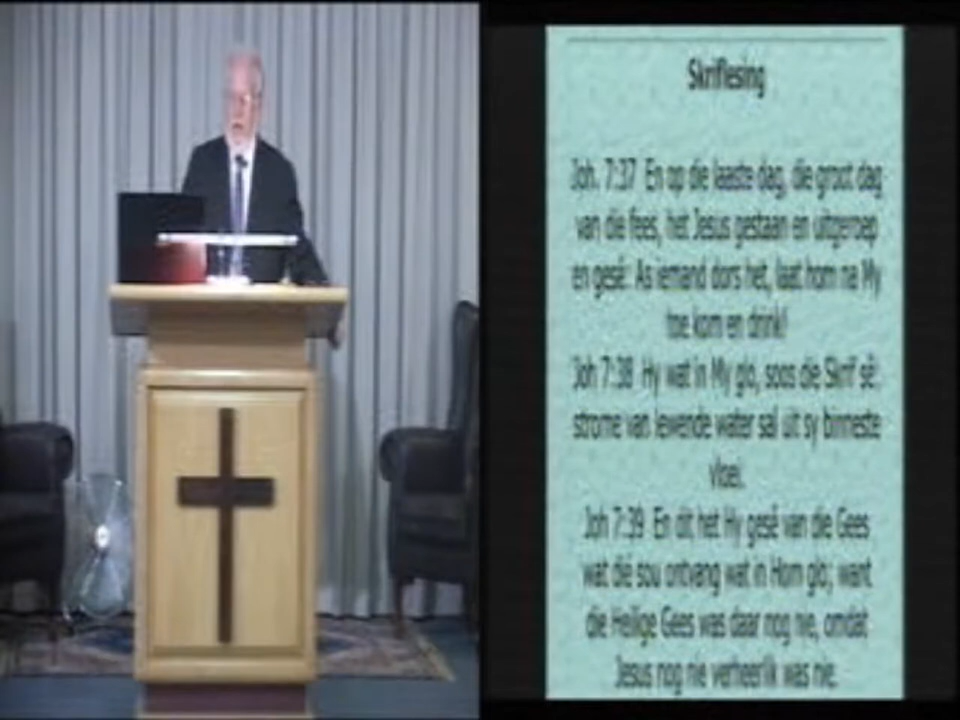 Skriflesing
Joh. 7:37 En op die laaste dag, die groot dag
van die fees, het Jesus gestaan en uitgeroep
en gesê: As iemand dors het, laat hom na My
toe kom en drink!
Joh 7:38 Hy wat in My glo, soos die Skrif sê:
strome van lewende water sal uit sy binneste
vloei.
Joh 7:39 En dit het Hy gesê van die Gees
wat dié sou ontvang wat in Hom glo; want
die Heilige Gees was daar nog nie, omdat
Jesus nog nie verheerlik was nie.